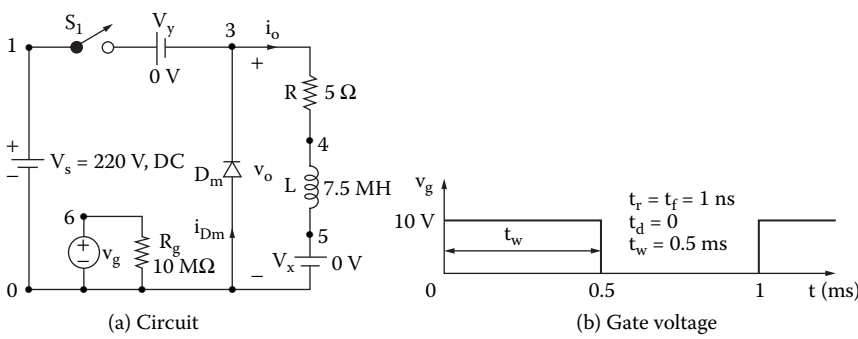 S1
Vy
1
3
io
0 V
+
R
5 Ω
4
+
−
Vs = 220 V, DC
Dm
vo
L
7.5 MH
6
+
−
vg
Rg
10 MΩ
iDm
5
Vx
0 V
−
0
(a) Circuit
vg
10 V
tw
tr = tf = 1 ns
td = 0
tw = 0.5 ms
0
0.5
1
t (ms)
(b) Gate voltage